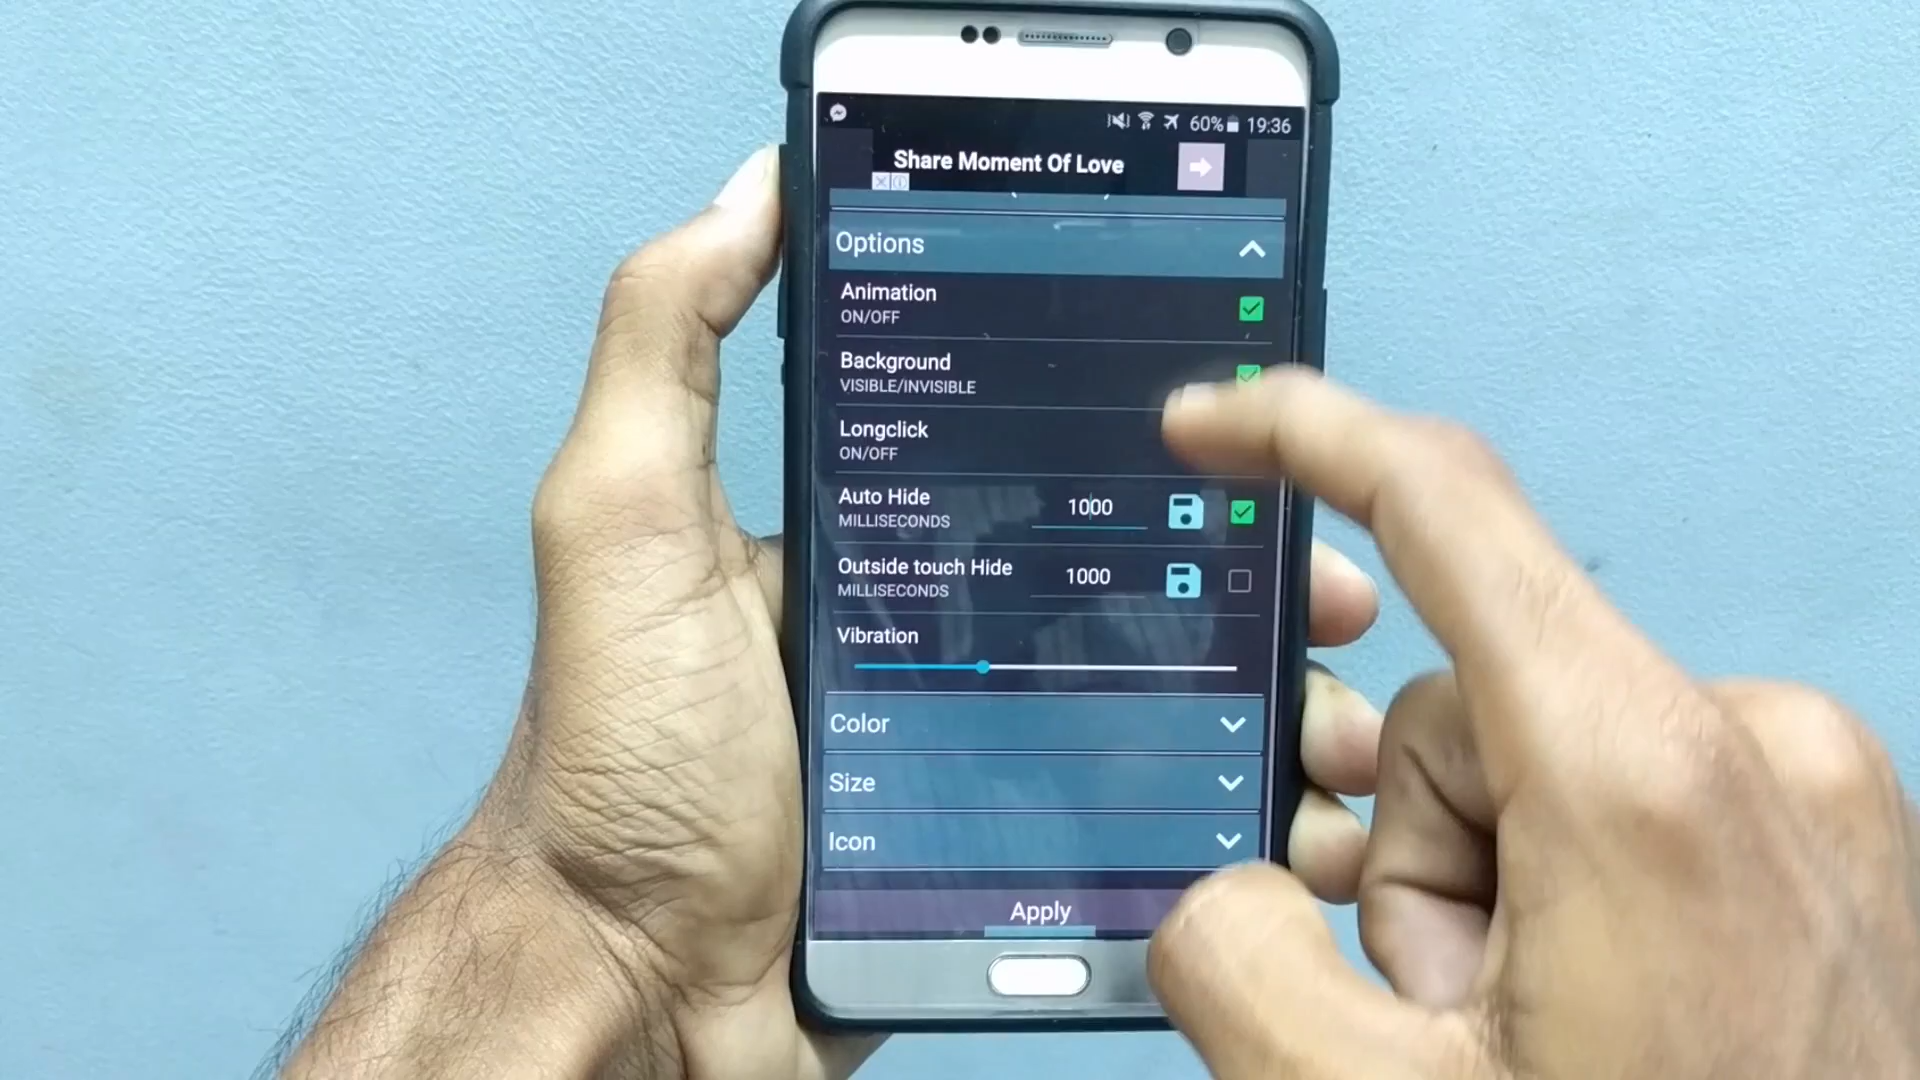 60% 19:36
Share Moment Of Love
Options
Animation
ON/OFF
Background
VISIBLE/INVISIBLE
Longclick
ON/OFF
Auto Hide 1000
MILLISECONDS
Outside touch Hide 1000
MILLISECONDS
Vibration
Color
Size
Icon
Apply